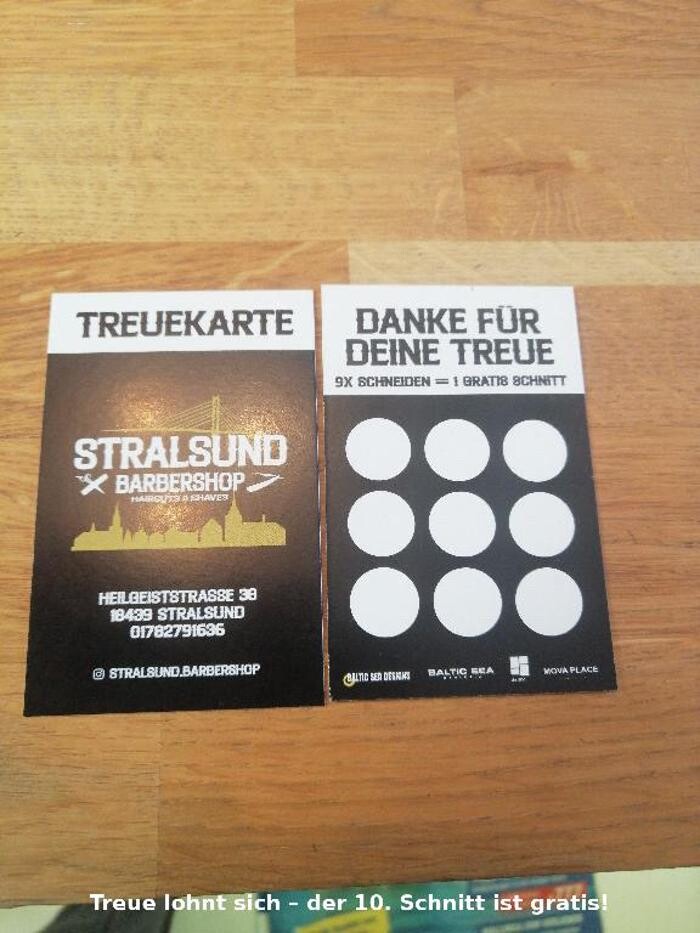 TREUEKARTE
STRALSUND
BARBERSHOP
HAIRCUTS & SHAVES
HEILGEISTSTRASSE 38
18439 STRALSUND
01782791636
STRALSUND.BARBERSHOP
DANKE FÜR
DEINE TREUE
9X SCHNEIDEN = 1 GRATIS SCHNITT
BALTIC SEA DESIGNS
BALTIC SEA
MOVA PLACE
Treue lohnt sich – der 10. Schnitt ist gratis!